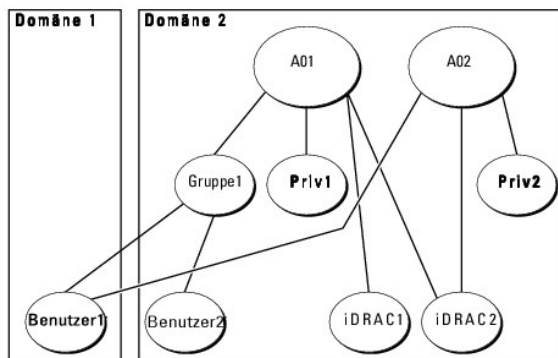 Domäne 1
Domäne 2
A01
A02
Gruppe1
Priv1
Priv2
Benutzer1
Benutzer2
iDRAC1
iDRAC2